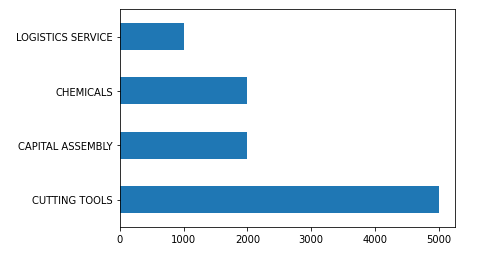 LOGISTICS SERVICE
CHEMICALS
CAPITAL ASSEMBLY
CUTTING TOOLS
0 1000 2000 3000 4000 5000